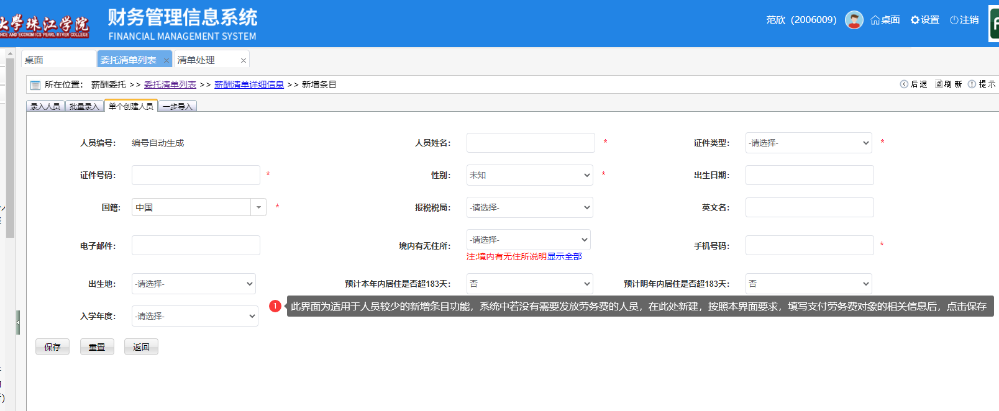 大學珠江学院
NCE AND ECONOMICS PEARL RIVER COLLEGE
财务管理信息系统
FINANCIAL MANAGEMENT SYSTEM
范欣 (2006009) 桌面 设置 注销
桌面 委托清单列表 × 清单处理 ×
所在位置: 薪酬委托 >> 委托清单列表 >> 薪酬清单详细信息 >> 新增条目 后退 刷新 提示
录入人员 批量录入 单个创建人员 一步导入
人员编号: 编号自动生成 人员姓名: * 证件类型: -请选择- *
证件号码: * 性别: 未知 * 出生日期:
国籍: 中国 * 报税税局: -请选择- 英文名:
电子邮件: 境内有无住所: -请选择- 手机号码: *
注:境内有无住所说明显示全部
出生地: -请选择- 预计本年内居住是否超183天: 否 预计明年内居住是否超183天: 否
1 此界面为适用于人员较少的新增条目功能，系统中若没有需要发放劳务费的人员，在此处新建，按照本界面要求，填写支付劳务费对象的相关信息后，点击保存
入学年度: -请选择-
保存 重置 返回